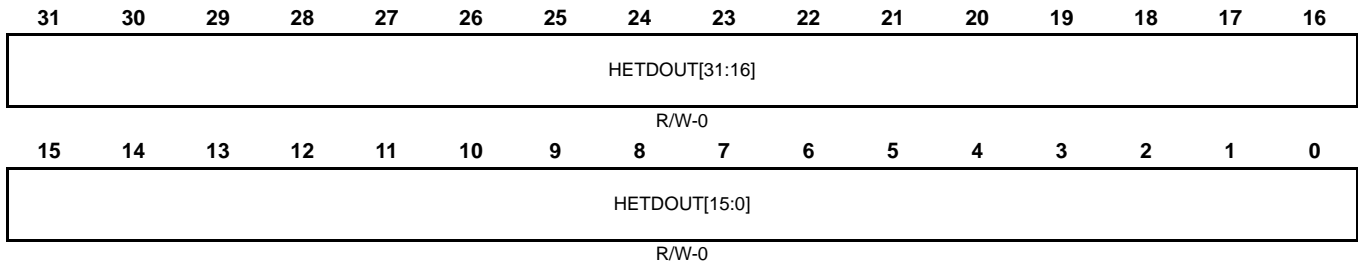 31 30 29 28 27 26 25 24 23 22 21 20 19 18 17 16
HETDOUT[31:16]
R/W-0
15 14 13 12 11 10 9 8 7 6 5 4 3 2 1 0
HETDOUT[15:0]
R/W-0